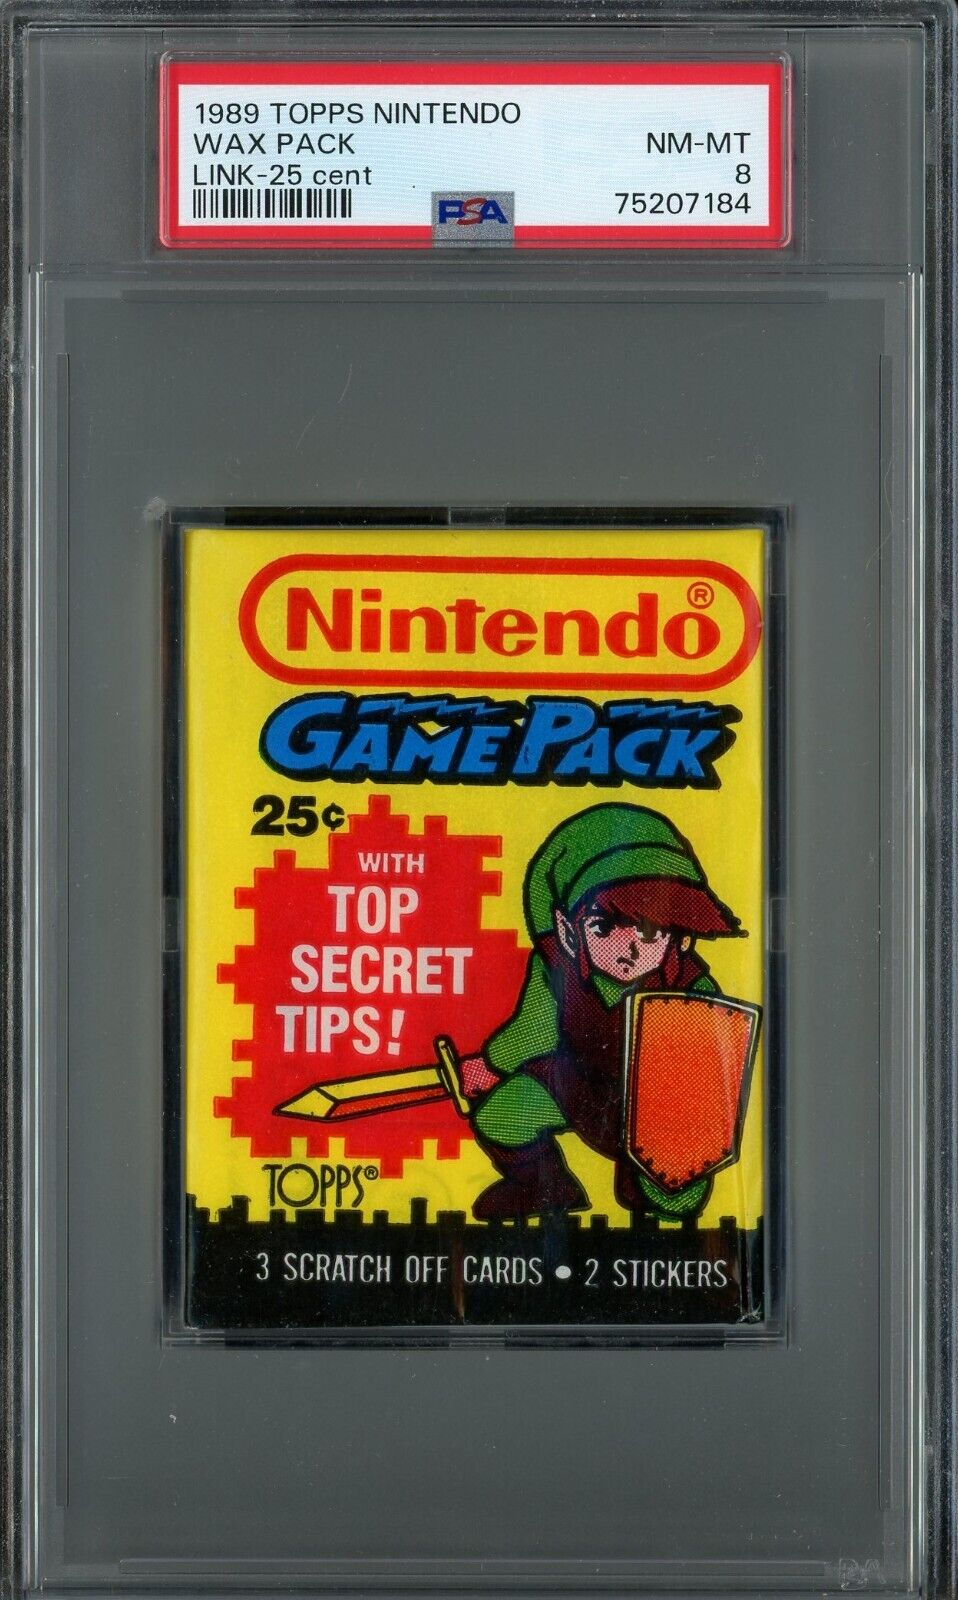 1989 TOPPS NINTENDO
WAX PACK
LINK-25 cent
NM-MT
8
75207184
PSA
Nintendo®
GAME PACK
25¢
WITH
TOP
SECRET
TIPS!
TOPPS®
3 SCRATCH OFF CARDS • 2 STICKERS